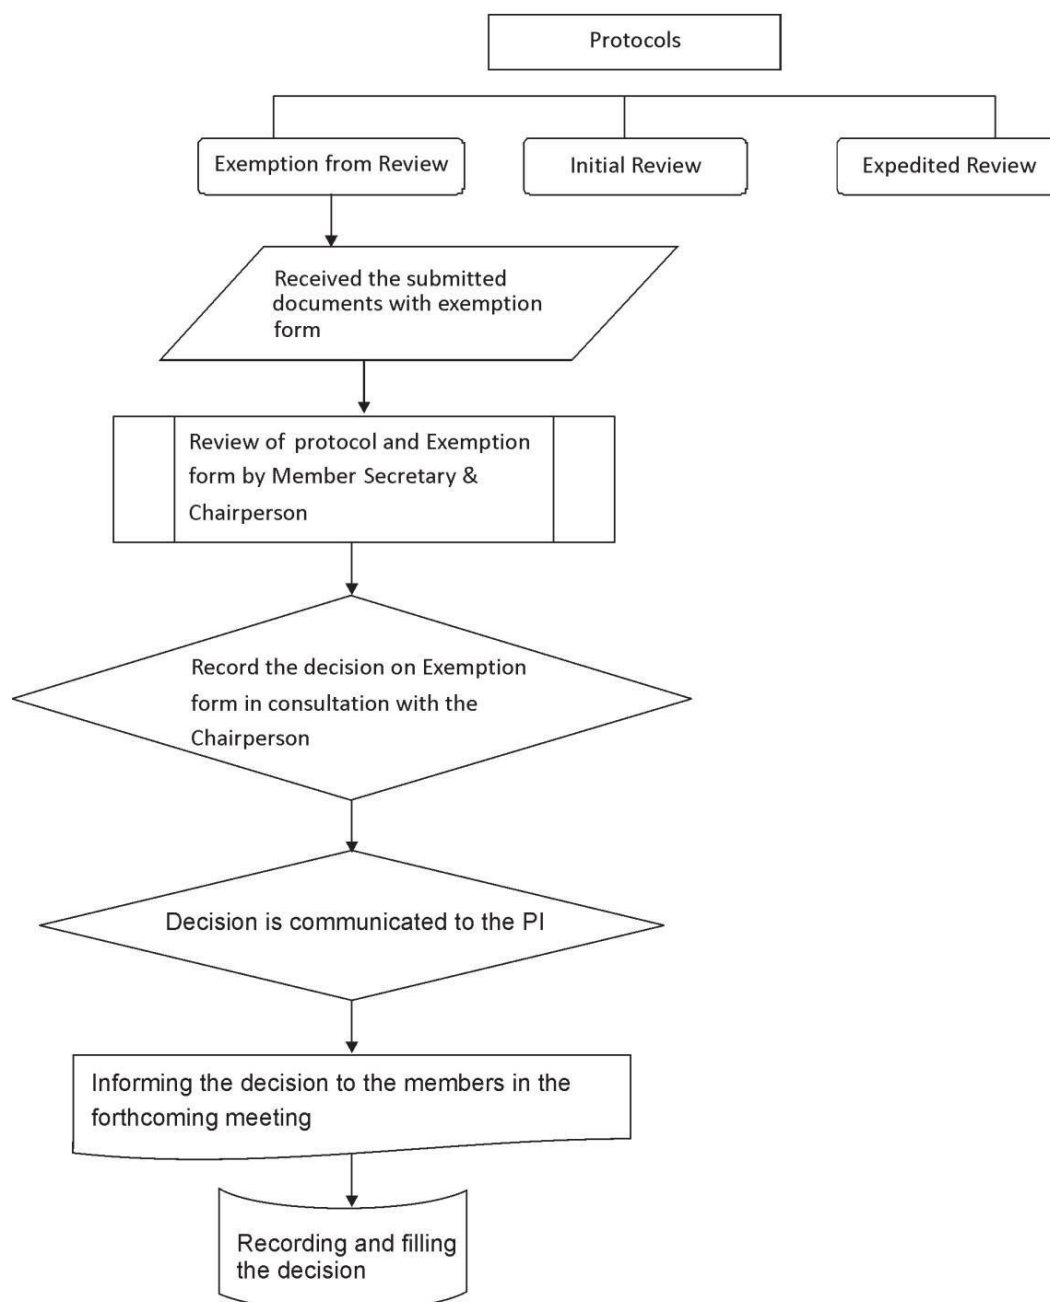 Protocols
Exemption from Review
Initial Review
Expedited Review
Received the submitted
documents with exemption
form
Review of protocol and Exemption
form by Member Secretary &
Chairperson
Record the decision on Exemption
form in consultation with the
Chairperson
Decision is communicated to the PI
Informing the decision to the members in the
forthcoming meeting
Recording and filling
the decision